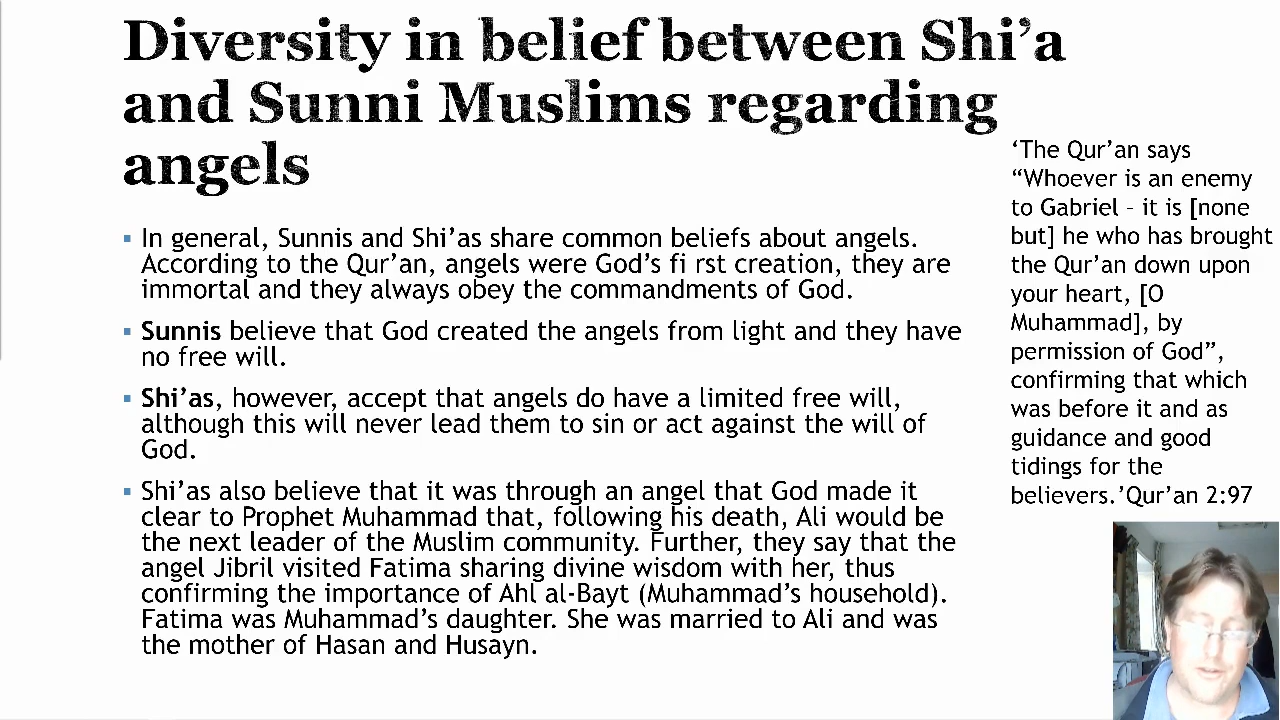 Diversity in belief between Shi’a
and Sunni Muslims regarding
angels
▪ In general, Sunnis and Shi’as share common beliefs about angels.
According to the Qur’an, angels were God’s fi rst creation, they are
immortal and they always obey the commandments of God.
▪ Sunnis believe that God created the angels from light and they have
no free will.
▪ Shi’as, however, accept that angels do have a limited free will,
although this will never lead them to sin or act against the will of
God.
▪ Shi’as also believe that it was through an angel that God made it
clear to Prophet Muhammad that, following his death, Ali would be
the next leader of the Muslim community. Further, they say that the
angel Jibril visited Fatima sharing divine wisdom with her, thus
confirming the importance of Ahl al-Bayt (Muhammad’s household).
Fatima was Muhammad’s daughter. She was married to Ali and was
the mother of Hasan and Husayn.
‘The Qur’an says
“Whoever is an enemy
to Gabriel – it is [none
but] he who has brought
the Qur’an down upon
your heart, [O
Muhammad], by
permission of God”,
confirming that which
was before it and as
guidance and good
tidings for the
believers.’Qur’an 2:97